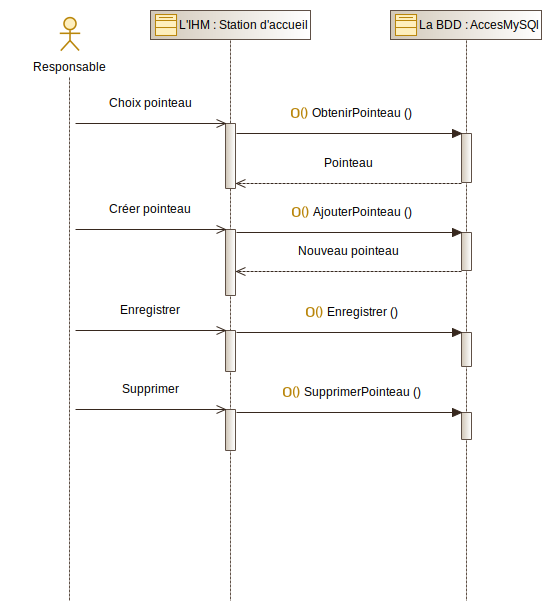 L'IHM : Station d'accueil
La BDD : AccesMySQl
Responsable
Choix pointeau
O() ObtenirPointeau ()
Pointeau
Créer pointeau
O() AjouterPointeau ()
Nouveau pointeau
Enregistrer
O() Enregistrer ()
Supprimer
O() SupprimerPointeau ()